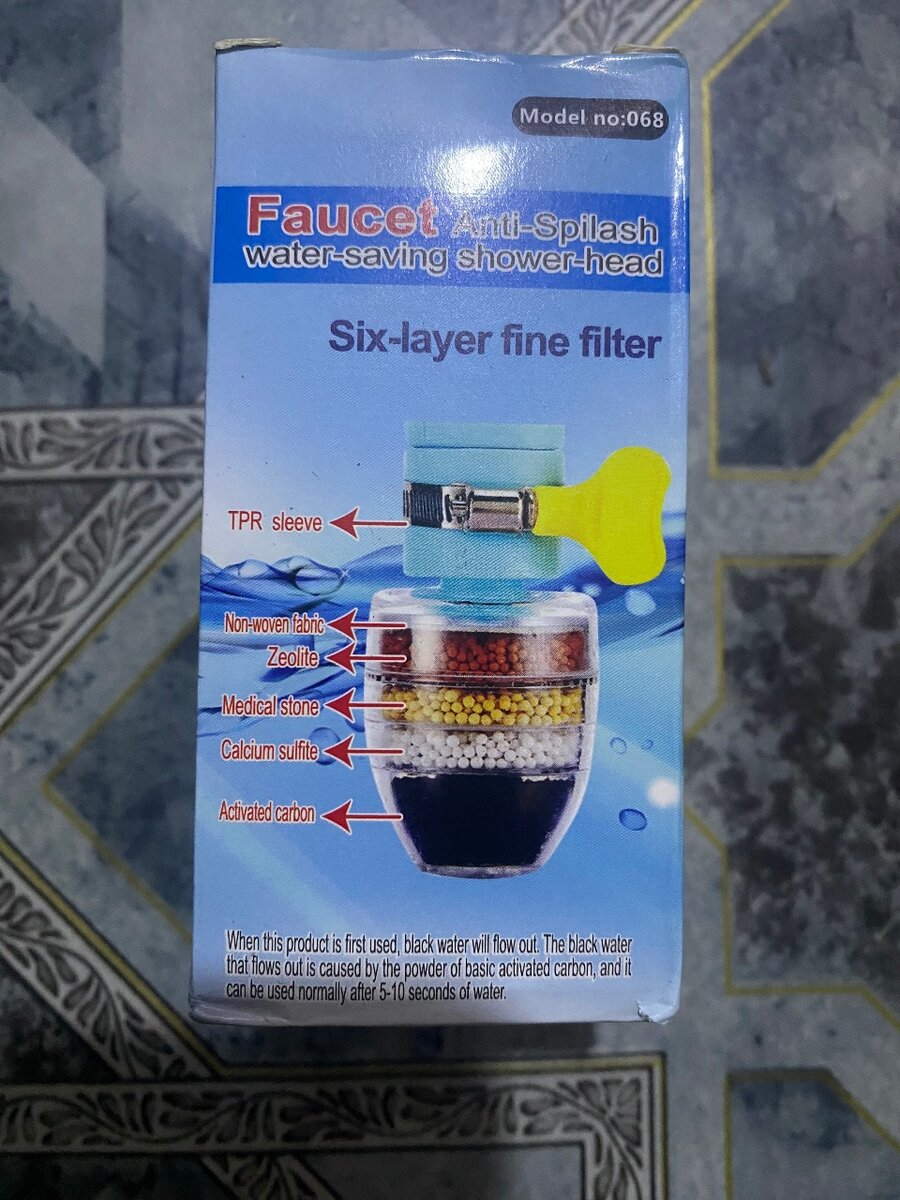 Model no:068
Faucet Anti-Spilash
water-saving shower-head
Six-layer fine filter
TPR sleeve
Non-woven fabric
Zeolite
Medical stone
Calcium sulfite
Activated carbon
When this product is first used, black water will flow out. The black water
that flows out is caused by the powder of basic activated carbon, and it
can be used normally after 5-10 seconds of water.